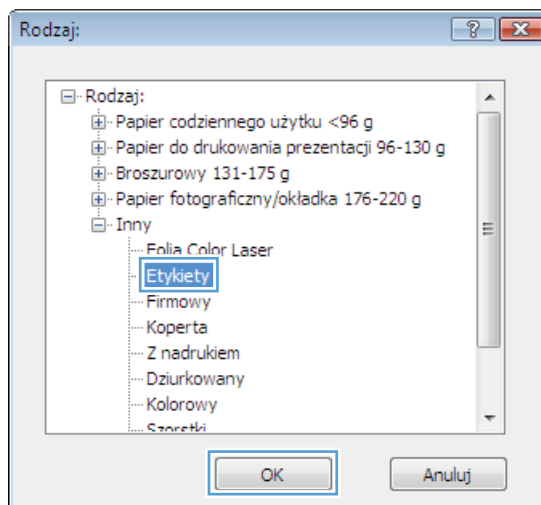 Rodzaj:
Rodzaj:
Papier codziennego użytku <96 g
Papier do drukowania prezentacji 96-130 g
Broszurowy 131-175 g
Papier fotograficzny/okładka 176-220 g
Inny
Folia Color Laser
Etykiety
Firmowy
Koperta
Z nadrukiem
Dziurkowany
Kolorowy
Szorstki
OK Anuluj